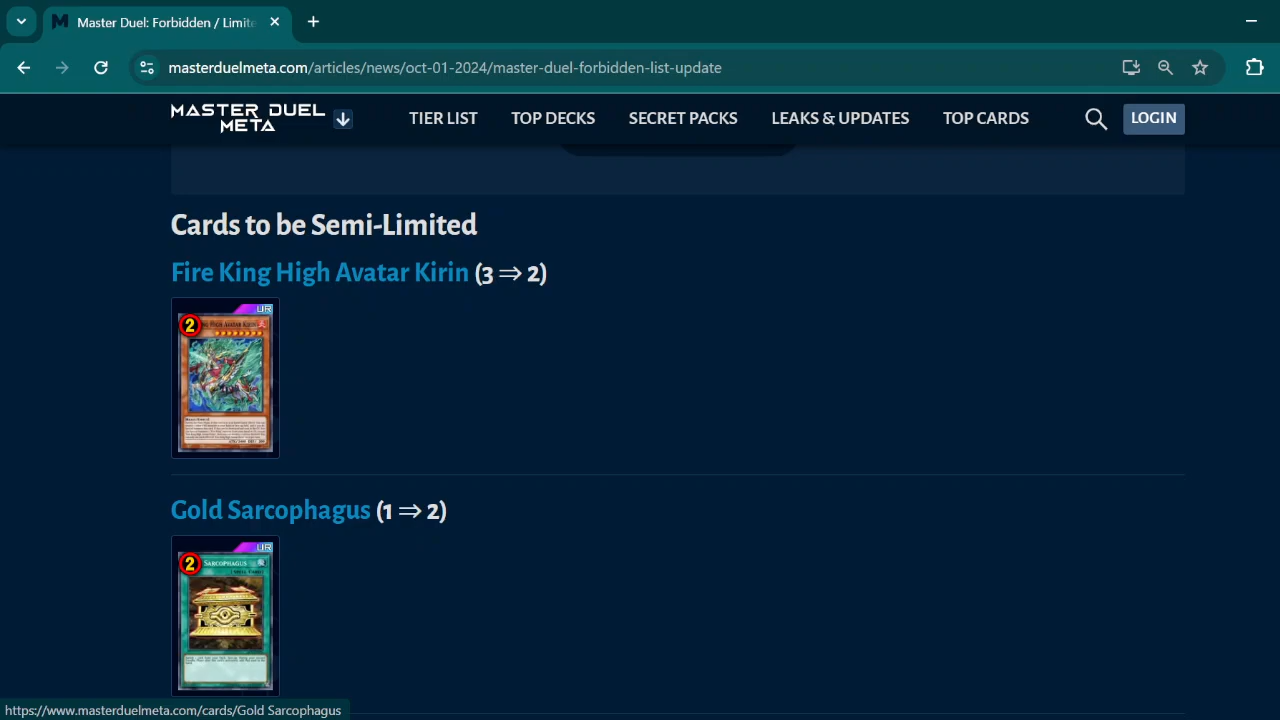 Master Duel: Forbidden / Limite
masterduelmeta.com/articles/news/oct-01-2024/master-duel-forbidden-list-update
MASTER DUEL
META
TIER LIST
TOP DECKS
SECRET PACKS
LEAKS & UPDATES
TOP CARDS
LOGIN
Cards to be Semi-Limited
Fire King High Avatar Kirin (3 ⇒ 2)
UR
2
High Avatar Kirin
Gold Sarcophagus (1 ⇒ 2)
UR
2
Sarcophagus
https://www.masterduelmeta.com/cards/Gold Sarcophagus